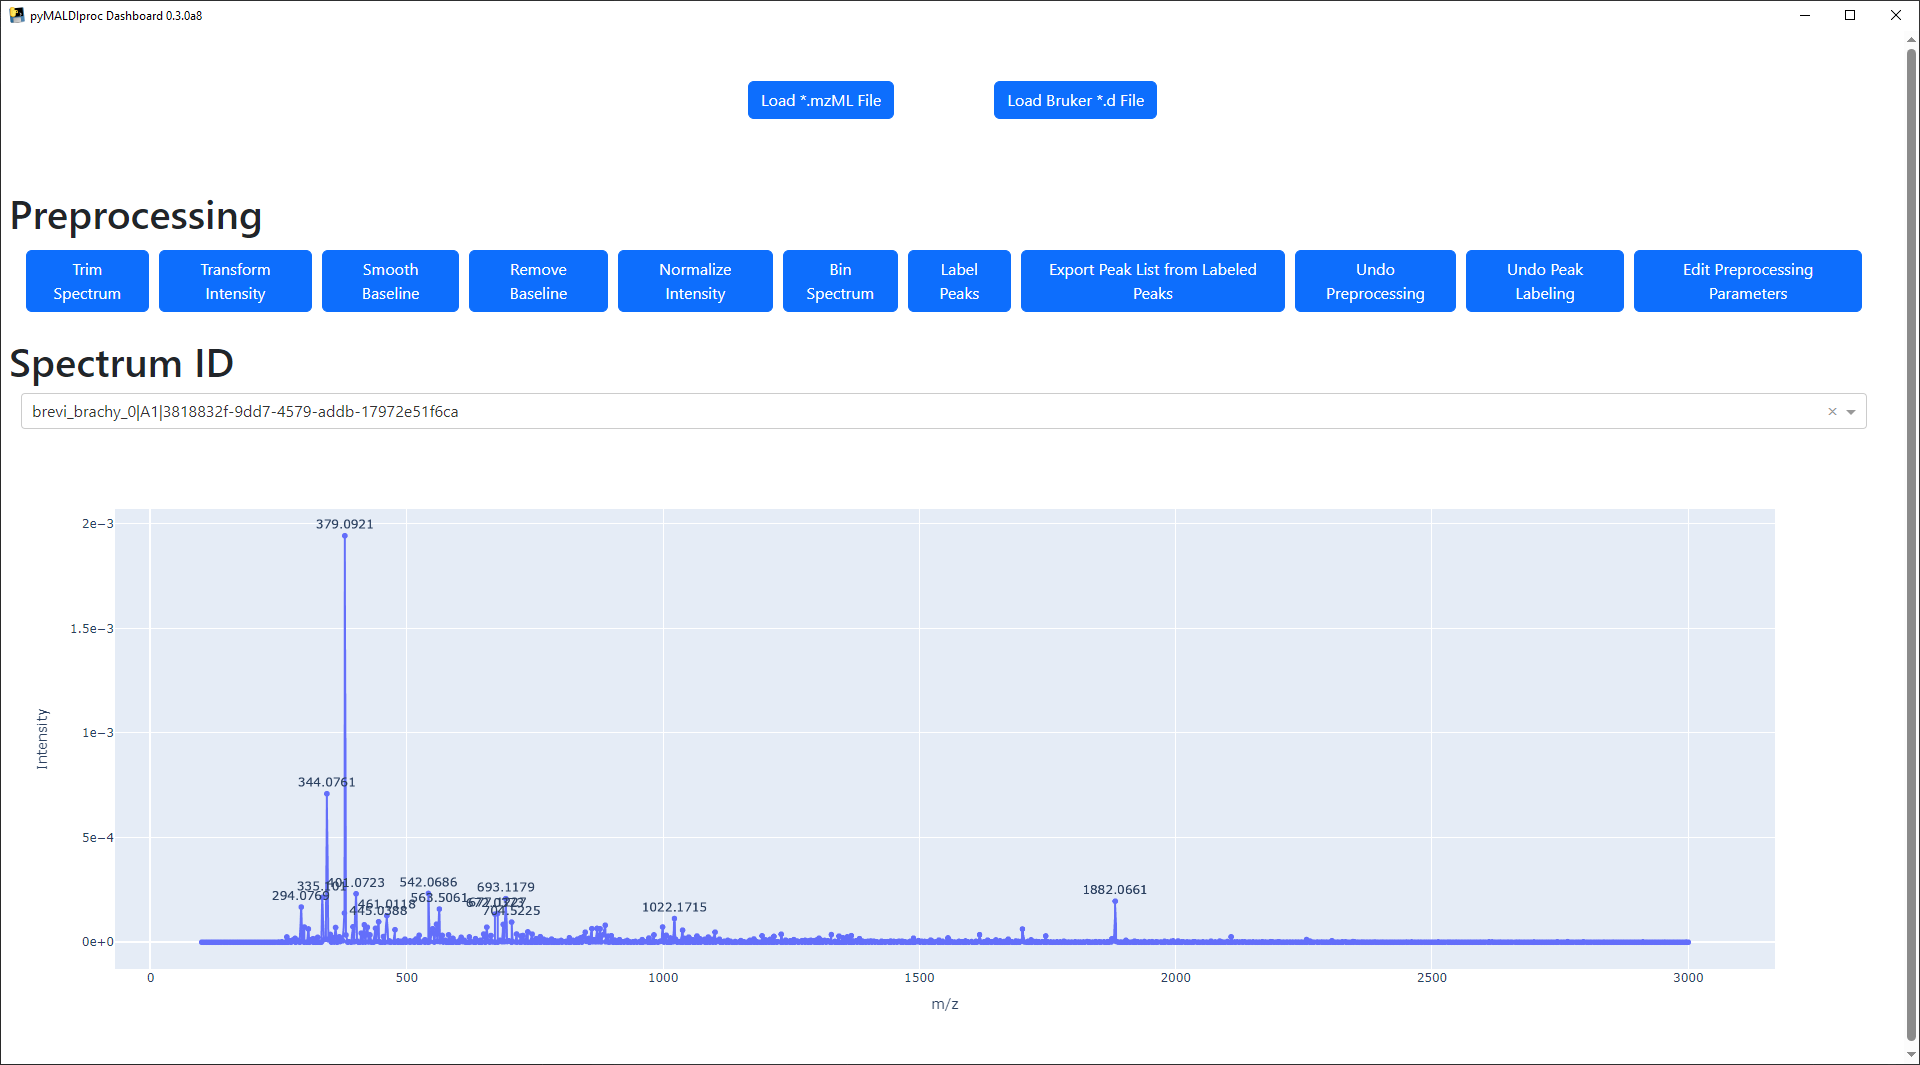 pyMALDIproc Dashboard 0.3.0a8
Load *.mzML File
Load Bruker *.d File
Preprocessing
Trim
Spectrum
Transform
Intensity
Smooth
Baseline
Remove
Baseline
Normalize
Intensity
Bin
Spectrum
Label
Peaks
Export Peak List from Labeled
Peaks
Undo
Preprocessing
Undo Peak
Labeling
Edit Preprocessing
Parameters
Spectrum ID
brevi_brachy_0|A1|3818832f-9dd7-4579-addb-17972e51f6ca
2e−3
1.5e−3
1e−3
5e−4
0e+0
Intensity
379.0921
344.0761
401.0723
542.0686
693.1179
294.0769
563.5061
461.0118
445.0388
704.5225
1022.1715
1882.0661
0
500
1000
1500
2000
2500
3000
m/z